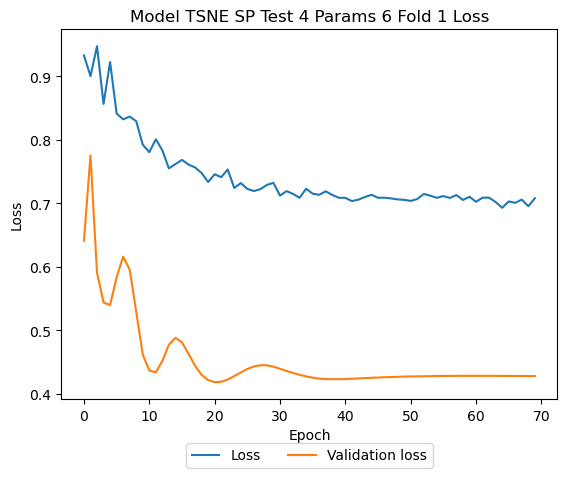 Model TSNE SP Test 4 Params 6 Fold 1 Loss
0.9
0.8
0.7
0.6
0.5
0.4
Loss
0 10 20 30 40 50 60 70
Epoch
Loss Validation loss